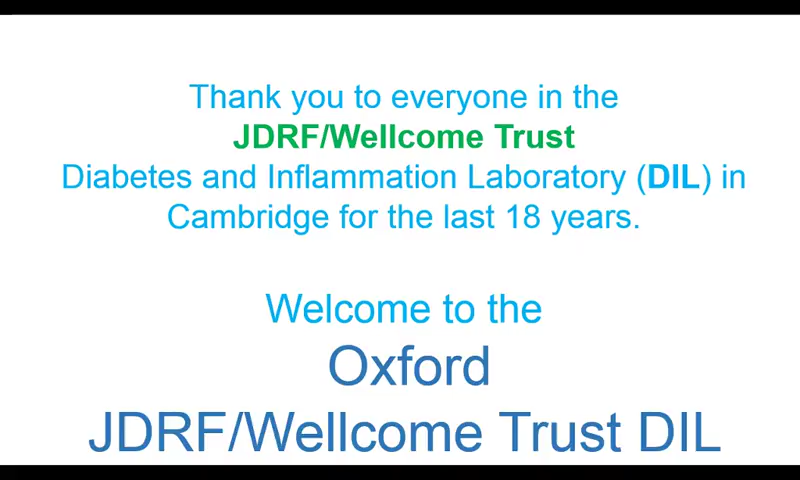 Thank you to everyone in the
JDRF/Wellcome Trust
Diabetes and Inflammation Laboratory (DIL) in
Cambridge for the last 18 years.
Welcome to the
Oxford
JDRF/Wellcome Trust DIL